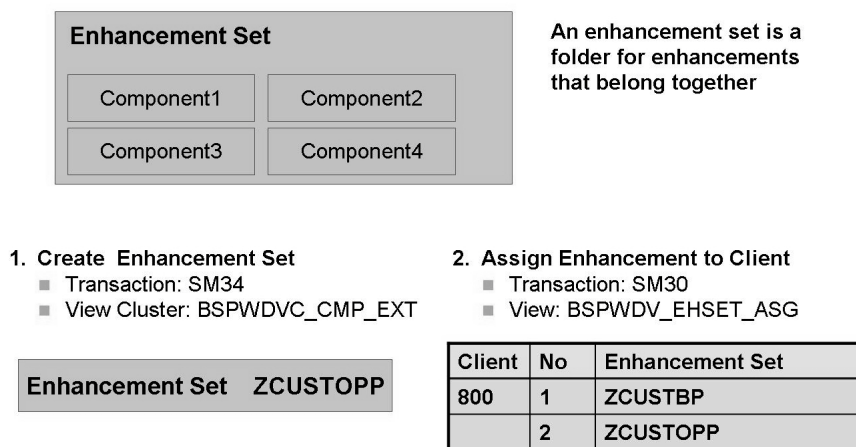 Enhancement Set
Component1 Component2
Component3 Component4
An enhancement set is a
folder for enhancements
that belong together
1. Create Enhancement Set
■ Transaction: SM34
■ View Cluster: BSPWDVC_CMP_EXT
Enhancement Set ZCUSTOPP
2. Assign Enhancement to Client
■ Transaction: SM30
■ View: BSPWDV_EHSET_ASG
Client No Enhancement Set
800 1 ZCUSTBP
2 ZCUSTOPP